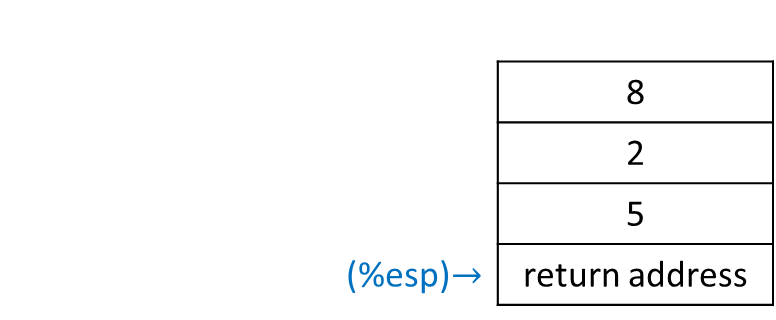 8
2
5
(%esp)→ return address